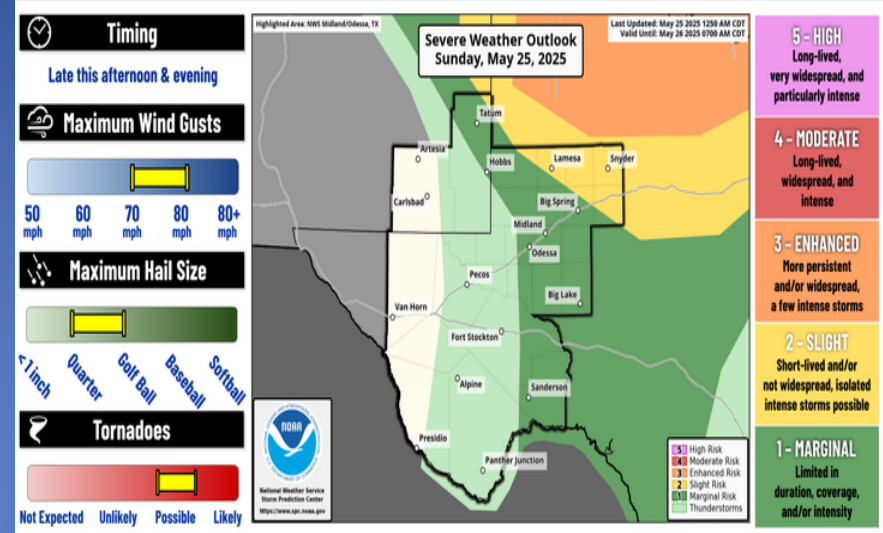 Timing
Late this afternoon & evening
Maximum Wind Gusts
50 mph
60 mph
70 mph
80 mph
80+ mph
Maximum Hail Size
<1 inch
Quarter
Golf Ball
Baseball
Softball
Tornadoes
Not Expected
Unlikely
Possible
Likely
Highlighted Area: NWS Midland/Odessa, TX
Severe Weather Outlook
Sunday, May 25, 2025
Last Updated: May 25 2025 1250 AM CDT
Valid Until: May 26 2025 0700 AM CDT
Tatum
Artesia
Hobbs
Lamesa
Snyder
Carlsbad
Big Spring
Midland
Odessa
Pecos
Big Lake
Van Horn
Fort Stockton
Alpine
Sanderson
Presidio
Panther Junction
NOAA
National Weather Service
Storm Prediction Center
https://www.spc.noaa.gov
5 High Risk
4 Moderate Risk
3 Enhanced Risk
2 Slight Risk
1 Marginal Risk
Thunderstorms
5 – HIGH
Long-lived,
very widespread, and
particularly intense
4 – MODERATE
Long-lived,
widespread, and
intense
3 – ENHANCED
More persistent
and/or widespread,
a few intense storms
2 – SLIGHT
Short-lived and/or
not widespread, isolated
intense storms possible
1 – MARGINAL
Limited in
duration, coverage,
and/or intensity